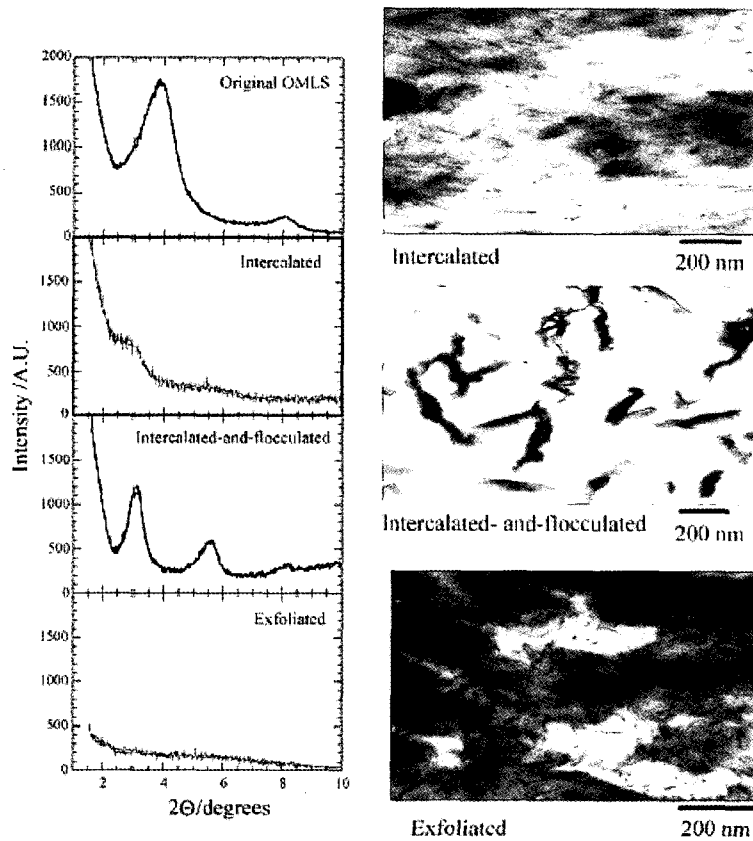 Intensity /A.U.
2000
1500
1000
500
0
Original OMLS
1500
1000
500
0
Intercalated
1500
1000
500
0
Intercalated-and-flocculated
1500
1000
500
0
Exfoliated
2
4
6
8
10
2Θ/degrees
Intercalated
200 nm
Intercalated- and-flocculated
200 nm
Exfoliated
200 nm